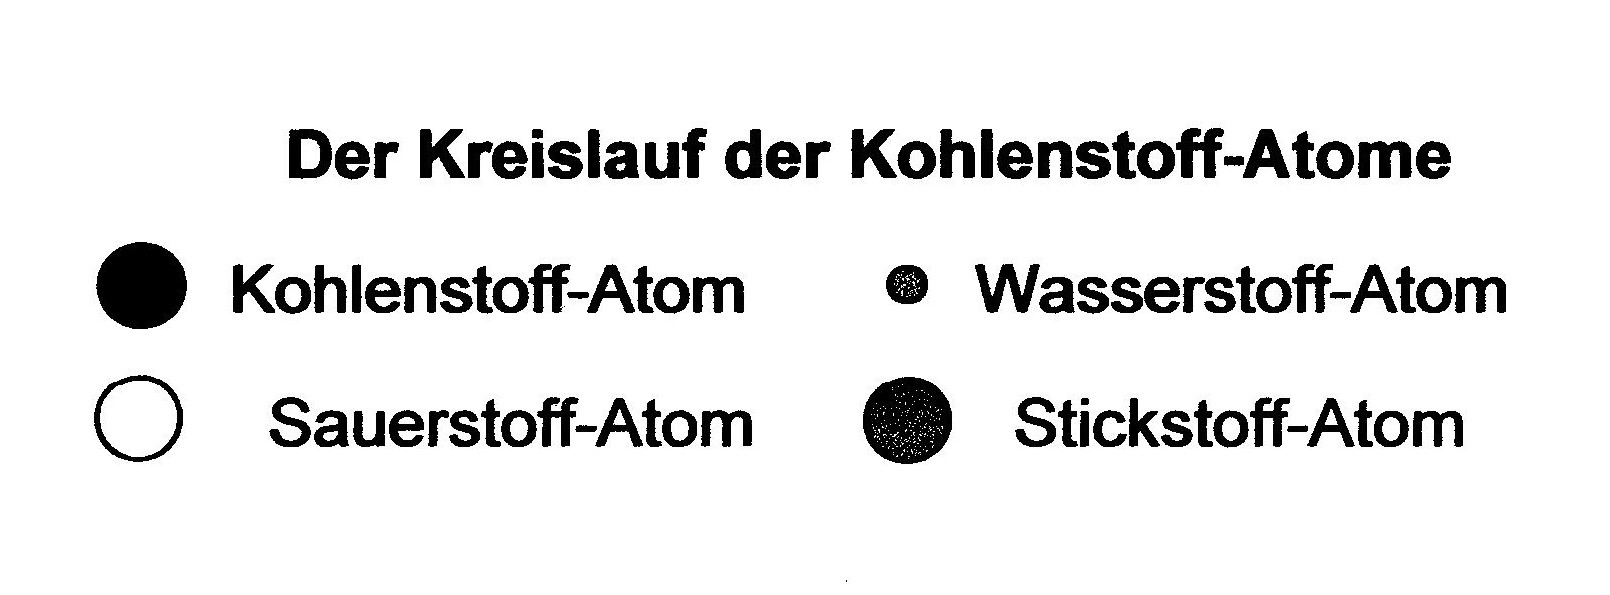 Der Kreislauf der Kohlenstoff-Atome
Kohlenstoff-Atom Wasserstoff-Atom
Sauerstoff-Atom Stickstoff-Atom